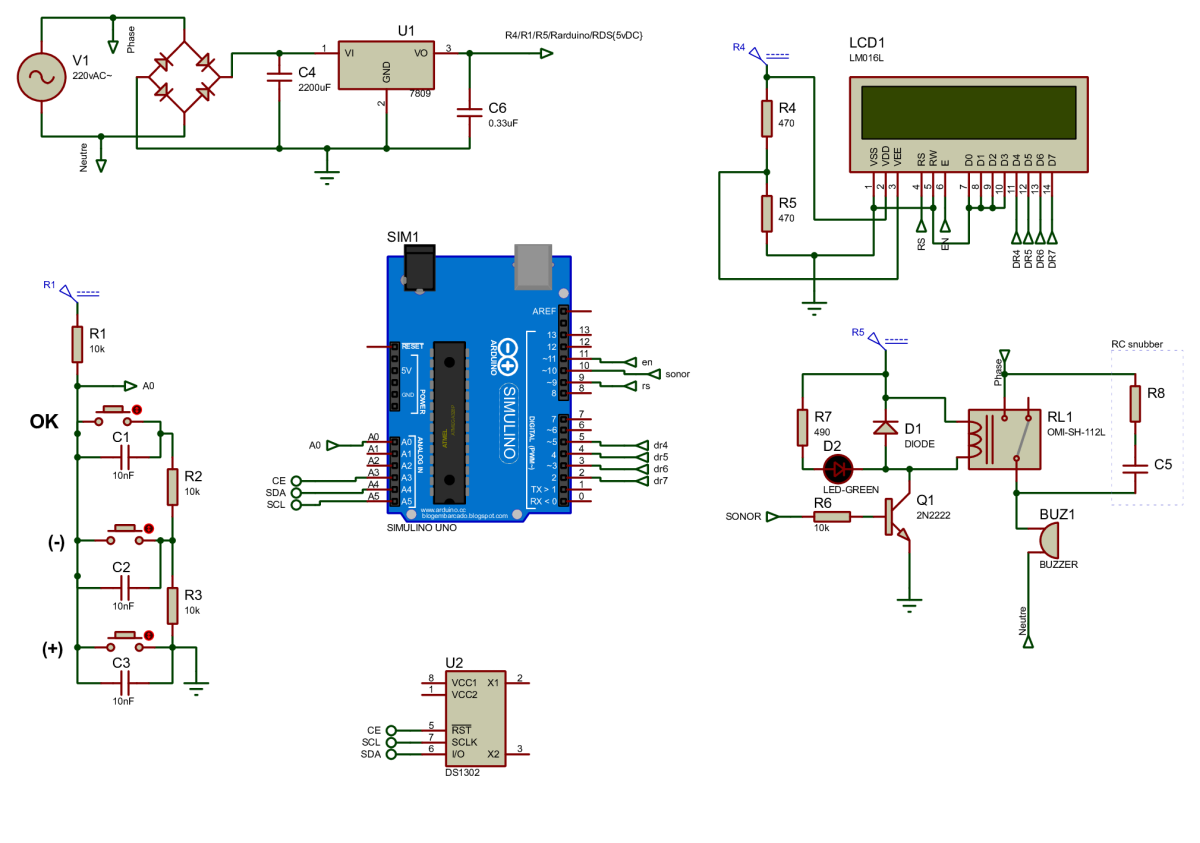 V1
220vAC~
Phase
Neutre
C4
2200uF
U1
1
VI
VO
3
GND
2
7809
R4/R1/R5/Rarduino/RDS{5vDC}
C6
0.33uF
R4
R4
470
R5
470
LCD1
LM016L
VSS
VDD
VEE
RS
RW
E
D0
D1
D2
D3
D4
D5
D6
D7
1
2
3
4
5
6
7
8
9
10
11
12
13
14
RS
EN
DR4
DR5
DR6
DR7
R1
R1
10k
A0
OK
C1
10nF
R2
10k
(-)
C2
10nF
R3
10k
(+)
C3
10nF
SIM1
AREF
13
12
~11
~10
~9
8
13
12
11
10
9
8
en
sonor
rs
RESET
5V
GND
POWER
ARDUINO
SIMULINO
ATMEL
DIGITAL (PWM~)
7
~6
~5
4
~3
2
TX > 1
RX < 0
7
6
5
4
3
2
1
0
dr4
dr5
dr6
dr7
ANALOG IN
A0
A1
A2
A3
A4
A5
A0
A1
A2
A3
A4
A5
A0
CE
SDA
SCL
www.arduino.cc
blogembarcado.blogspot.com
SIMULINO UNO
R5
R7
490
D2
LED-GREEN
D1
DIODE
Q1
2N2222
SONOR
R6
10k
Phase
RL1
OMI-SH-112L
RC snubber
R8
C5
BUZ1
BUZZER
Neutre
U2
8
VCC1
X1
2
1
VCC2
CE
5
RST
SCL
7
SCLK
SDA
6
I/O
X2
3
DS1302